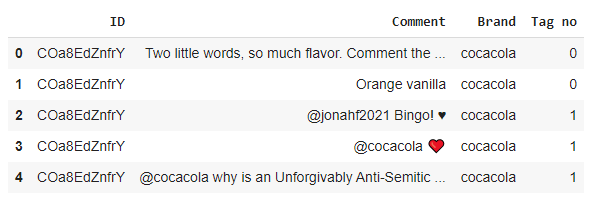 ID Comment Brand Tag no
0 COa8EdZnfrY Two little words, so much flavor. Comment the ... cocacola 0
1 COa8EdZnfrY Orange vanilla cocacola 0
2 COa8EdZnfrY @jonahf2021 Bingo! ♥ cocacola 1
3 COa8EdZnfrY @cocacola ❤️ cocacola 1
4 COa8EdZnfrY @cocacola why is an Unforgivably Anti-Semitic ... cocacola 1